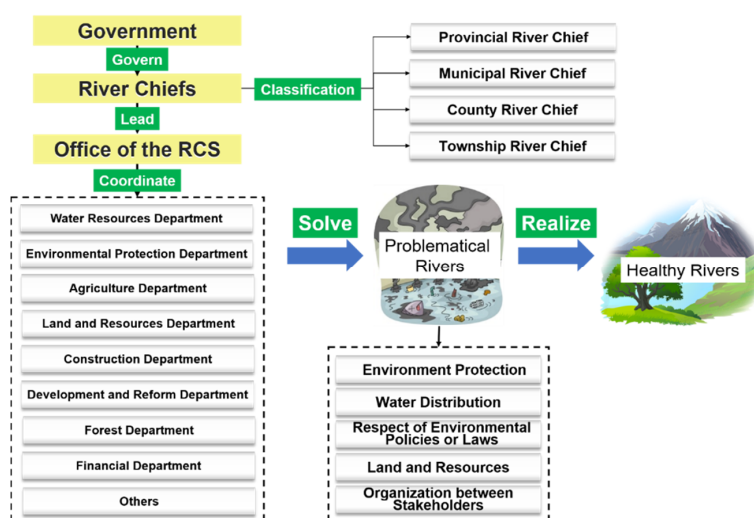 Government
Govern
River Chiefs
Lead
Office of the RCS
Coordinate
Classification
Provincial River Chief
Municipal River Chief
County River Chief
Township River Chief
Water Resources Department
Environmental Protection Department
Agriculture Department
Land and Resources Department
Construction Department
Development and Reform Department
Forest Department
Financial Department
Others
Solve
Problematical
Rivers
Realize
Healthy Rivers
Environment Protection
Water Distribution
Respect of Environmental
Policies or Laws
Land and Resources
Organization between
Stakeholders